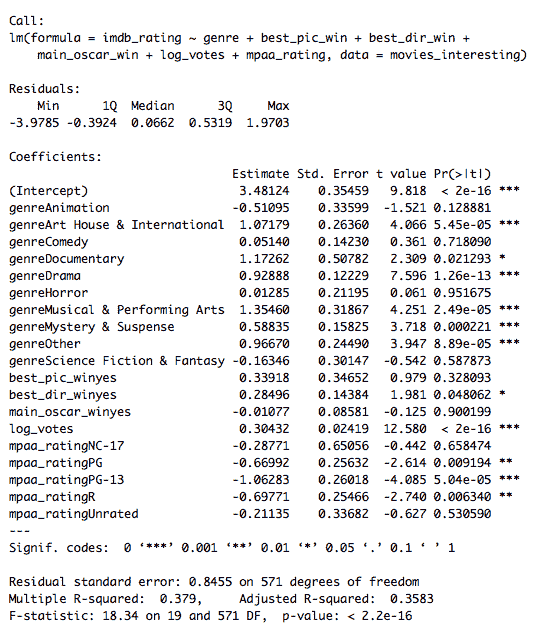 Call:
lm(formula = imdb_rating ~ genre + best_pic_win + best_dir_win +
    main_oscar_win + log_votes + mpaa_rating, data = movies_interesting)

Residuals:
    Min      1Q  Median      3Q     Max
-3.9785 -0.3924  0.0662  0.5319  1.9703

Coefficients:
                               Estimate Std. Error t value Pr(>|t|)
(Intercept)                     3.48124    0.35459   9.818  < 2e-16 ***
genreAnimation                 -0.51095    0.33599  -1.521 0.128881
genreArt House & International  1.07179    0.26360   4.066 5.45e-05 ***
genreComedy                     0.05140    0.14230   0.361 0.718090
genreDocumentary                1.17262    0.50782   2.309 0.021293 *
genreDrama                      0.92888    0.12229   7.596 1.26e-13 ***
genreHorror                     0.01285    0.21195   0.061 0.951675
genreMusical & Performing Arts  1.35460    0.31867   4.251 2.49e-05 ***
genreMystery & Suspense         0.58835    0.15825   3.718 0.000221 ***
genreOther                      0.96670    0.24490   3.947 8.89e-05 ***
genreScience Fiction & Fantasy -0.16346    0.30147  -0.542 0.587873
best_pic_winyes                 0.33918    0.34652   0.979 0.328093
best_dir_winyes                 0.28496    0.14384   1.981 0.048062 *
main_oscar_winyes              -0.01077    0.08581  -0.125 0.900199
log_votes                       0.30432    0.02419  12.580  < 2e-16 ***
mpaa_ratingNC-17               -0.28771    0.65056  -0.442 0.658474
mpaa_ratingPG                  -0.66992    0.25632  -2.614 0.009194 **
mpaa_ratingPG-13               -1.06283    0.26018  -4.085 5.04e-05 ***
mpaa_ratingR                   -0.69771    0.25466  -2.740 0.006340 **
mpaa_ratingUnrated             -0.21135    0.33682  -0.627 0.530590
---
Signif. codes:  0 ‘***’ 0.001 ‘**’ 0.01 ‘*’ 0.05 ‘.’ 0.1 ‘ ’ 1

Residual standard error: 0.8455 on 571 degrees of freedom
Multiple R-squared:  0.379,     Adjusted R-squared:  0.3583
F-statistic: 18.34 on 19 and 571 DF,  p-value: < 2.2e-16